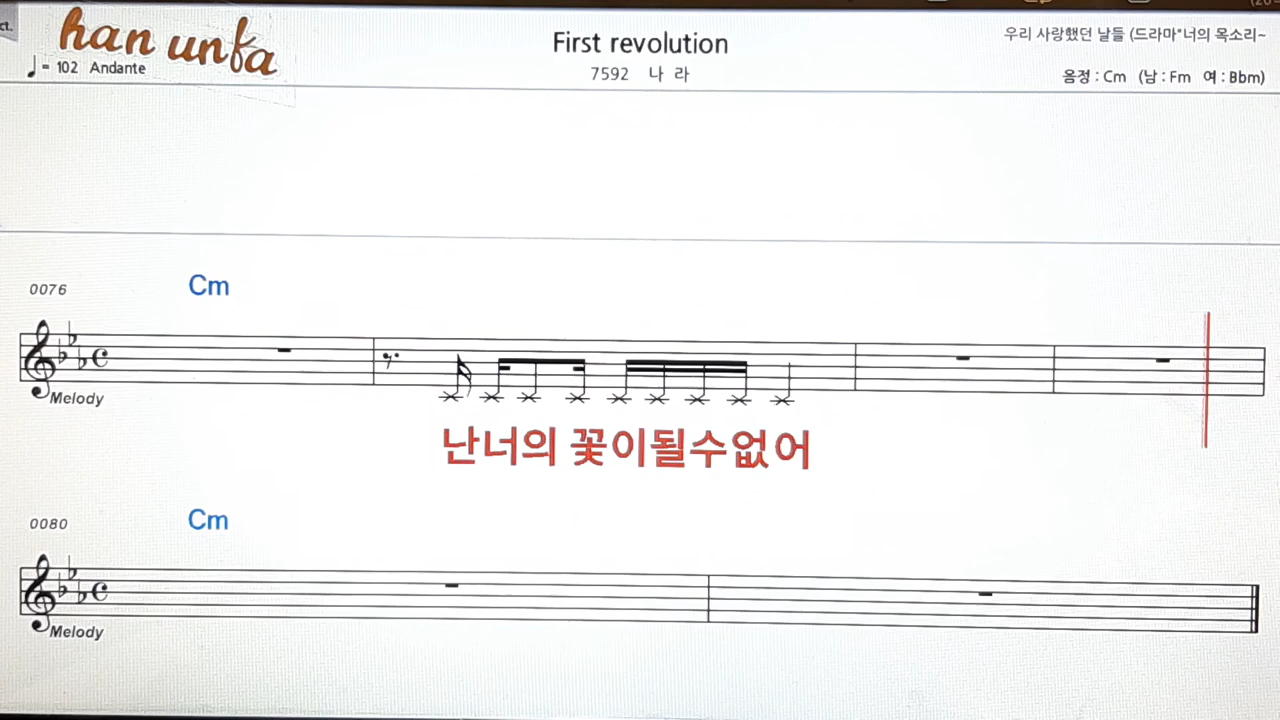 ct.
han unfa
♩= 102 Andante
First revolution
7592 나 라
우리 사랑했던 날들 (드라마"너의 목소리~
음정 : Cm (남 : Fm 여 : Bbm)
0076 Cm
Melody
난너의 꽃이될수없어
0080 Cm
Melody